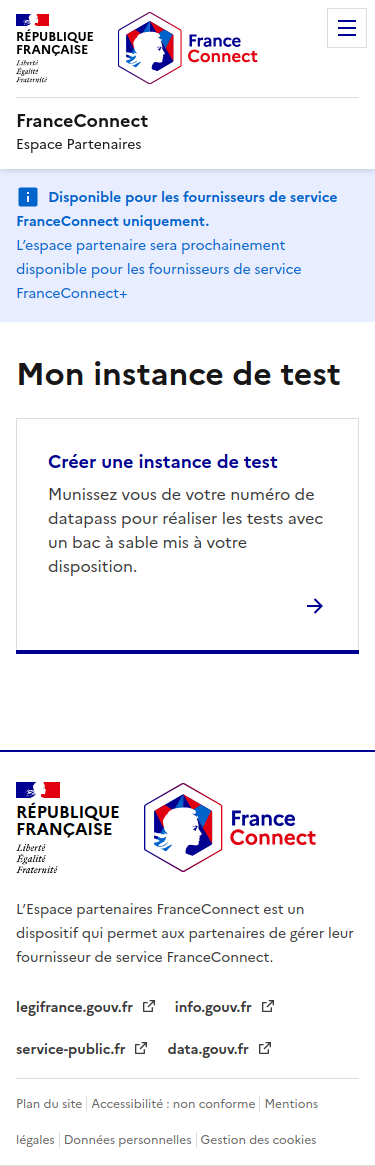 RÉPUBLIQUE
FRANÇAISE
Liberté
Égalité
Fraternité
France
Connect
FranceConnect
Espace Partenaires
Disponible pour les fournisseurs de service
FranceConnect uniquement.
L’espace partenaire sera prochainement
disponible pour les fournisseurs de service
FranceConnect+
Mon instance de test
Créer une instance de test
Munissez vous de votre numéro de
datapass pour réaliser les tests avec
un bac à sable mis à votre
disposition.
RÉPUBLIQUE
FRANÇAISE
Liberté
Égalité
Fraternité
France
Connect
L’Espace partenaires FranceConnect est un
dispositif qui permet aux partenaires de gérer leur
fournisseur de service FranceConnect.
legifrance.gouv.fr info.gouv.fr
service-public.fr data.gouv.fr
Plan du site Accessibilité : non conforme Mentions
légales Données personnelles Gestion des cookies